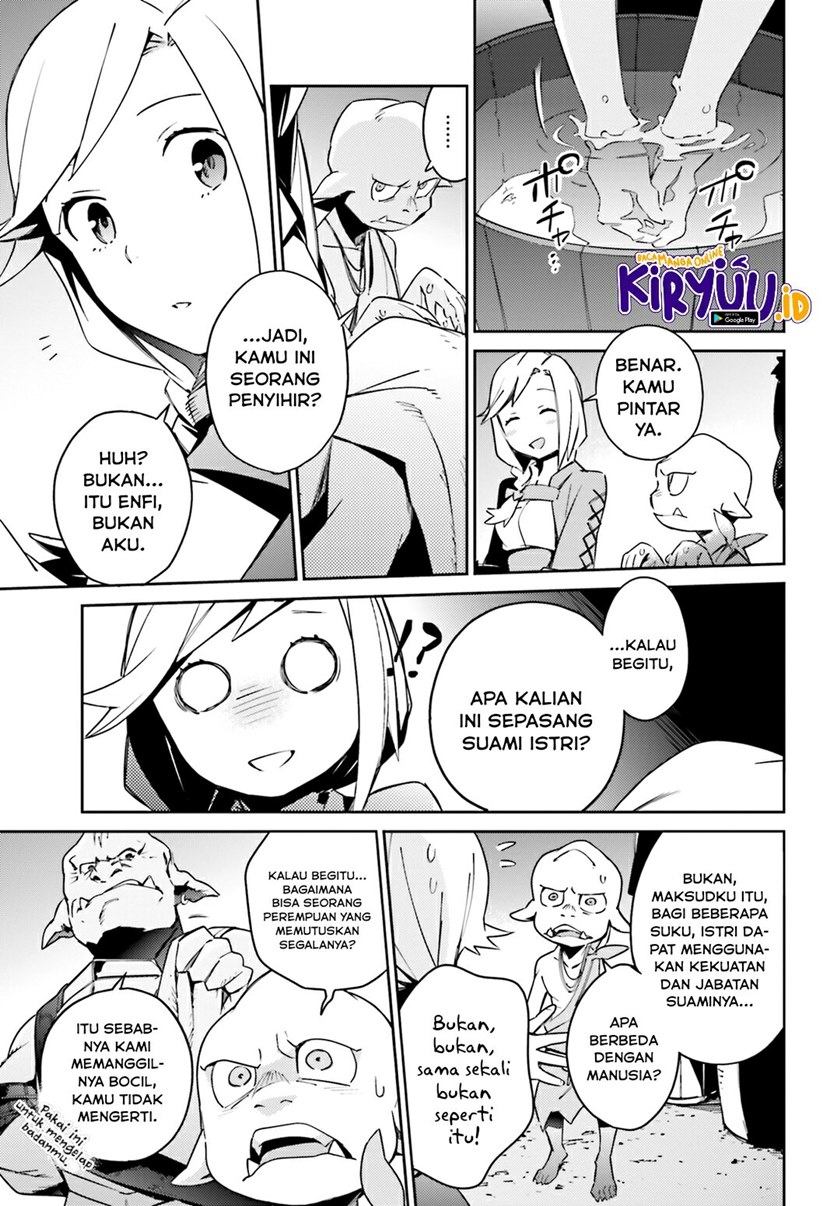 ポチャ
ポチャ
BACA MANGA ONLINE
KIRYUU.ID
Google Play
BENAR.
KAMU
PINTAR
YA.
........
...JADI,
KAMU INI
SEORANG
PENYIHIR?
HUH?
BUKAN...
ITU ENFI,
BUKAN
AKU.
...KALAU
BEGITU,
APA KALIAN
INI SEPASANG
SUAMI ISTRI?
!?
BUKAN,
MAKSUDKU ITU,
BAGI BEBERAPA
SUKU, ISTRI DA-
PAT MENGGUNA-
KAN KEKUATAN
DAN JABATAN
SUAMINYA...
APA
BERBEDA
DENGAN
MANUSIA?
Bukan,
bukan,
sama sekali
bukan
seperti
itu!
KALAU BEGITU...
BAGAIMANA
BISA SEORANG
PEREMPUAN YANG
MEMUTUSKAN
SEGALANYA?
ITU SEBAB-
NYA KAMI
MEMANGGIL-
NYA BOCIL,
KAMU TIDAK
MENGERTI.
Pakai ini
untuk mengelap
badanmu.